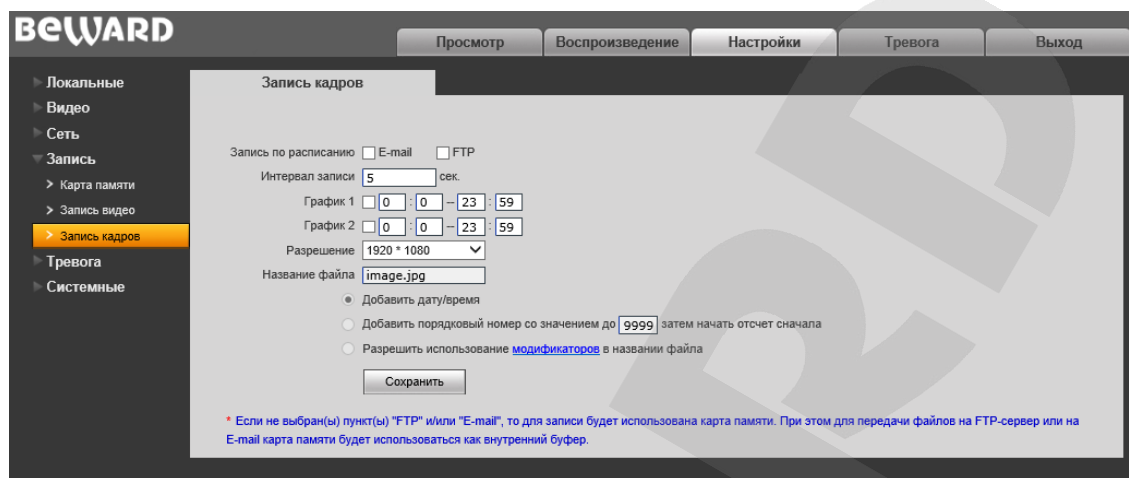 BEWARD
Просмотр Воспроизведение Настройки Тревога Выход
Локальные
Видео
Сеть
Запись
Карта памяти
Запись видео
Запись кадров
Тревога
Системные
Запись кадров
Запись по расписанию E-mail FTP
Интервал записи 5 сек.
График 1 0 : 0 -- 23 : 59
График 2 0 : 0 -- 23 : 59
Разрешение 1920 * 1080
Название файла image.jpg
Добавить дату/время
Добавить порядковый номер со значением до 9999 затем начать отсчет сначала
Разрешить использование модификаторов в названии файла
Сохранить
* Если не выбран(ы) пункт(ы) "FTP" и/или "E-mail", то для записи будет использована карта памяти. При этом для передачи файлов на FTP-сервер или на
E-mail карта памяти будет использоваться как внутренний буфер.